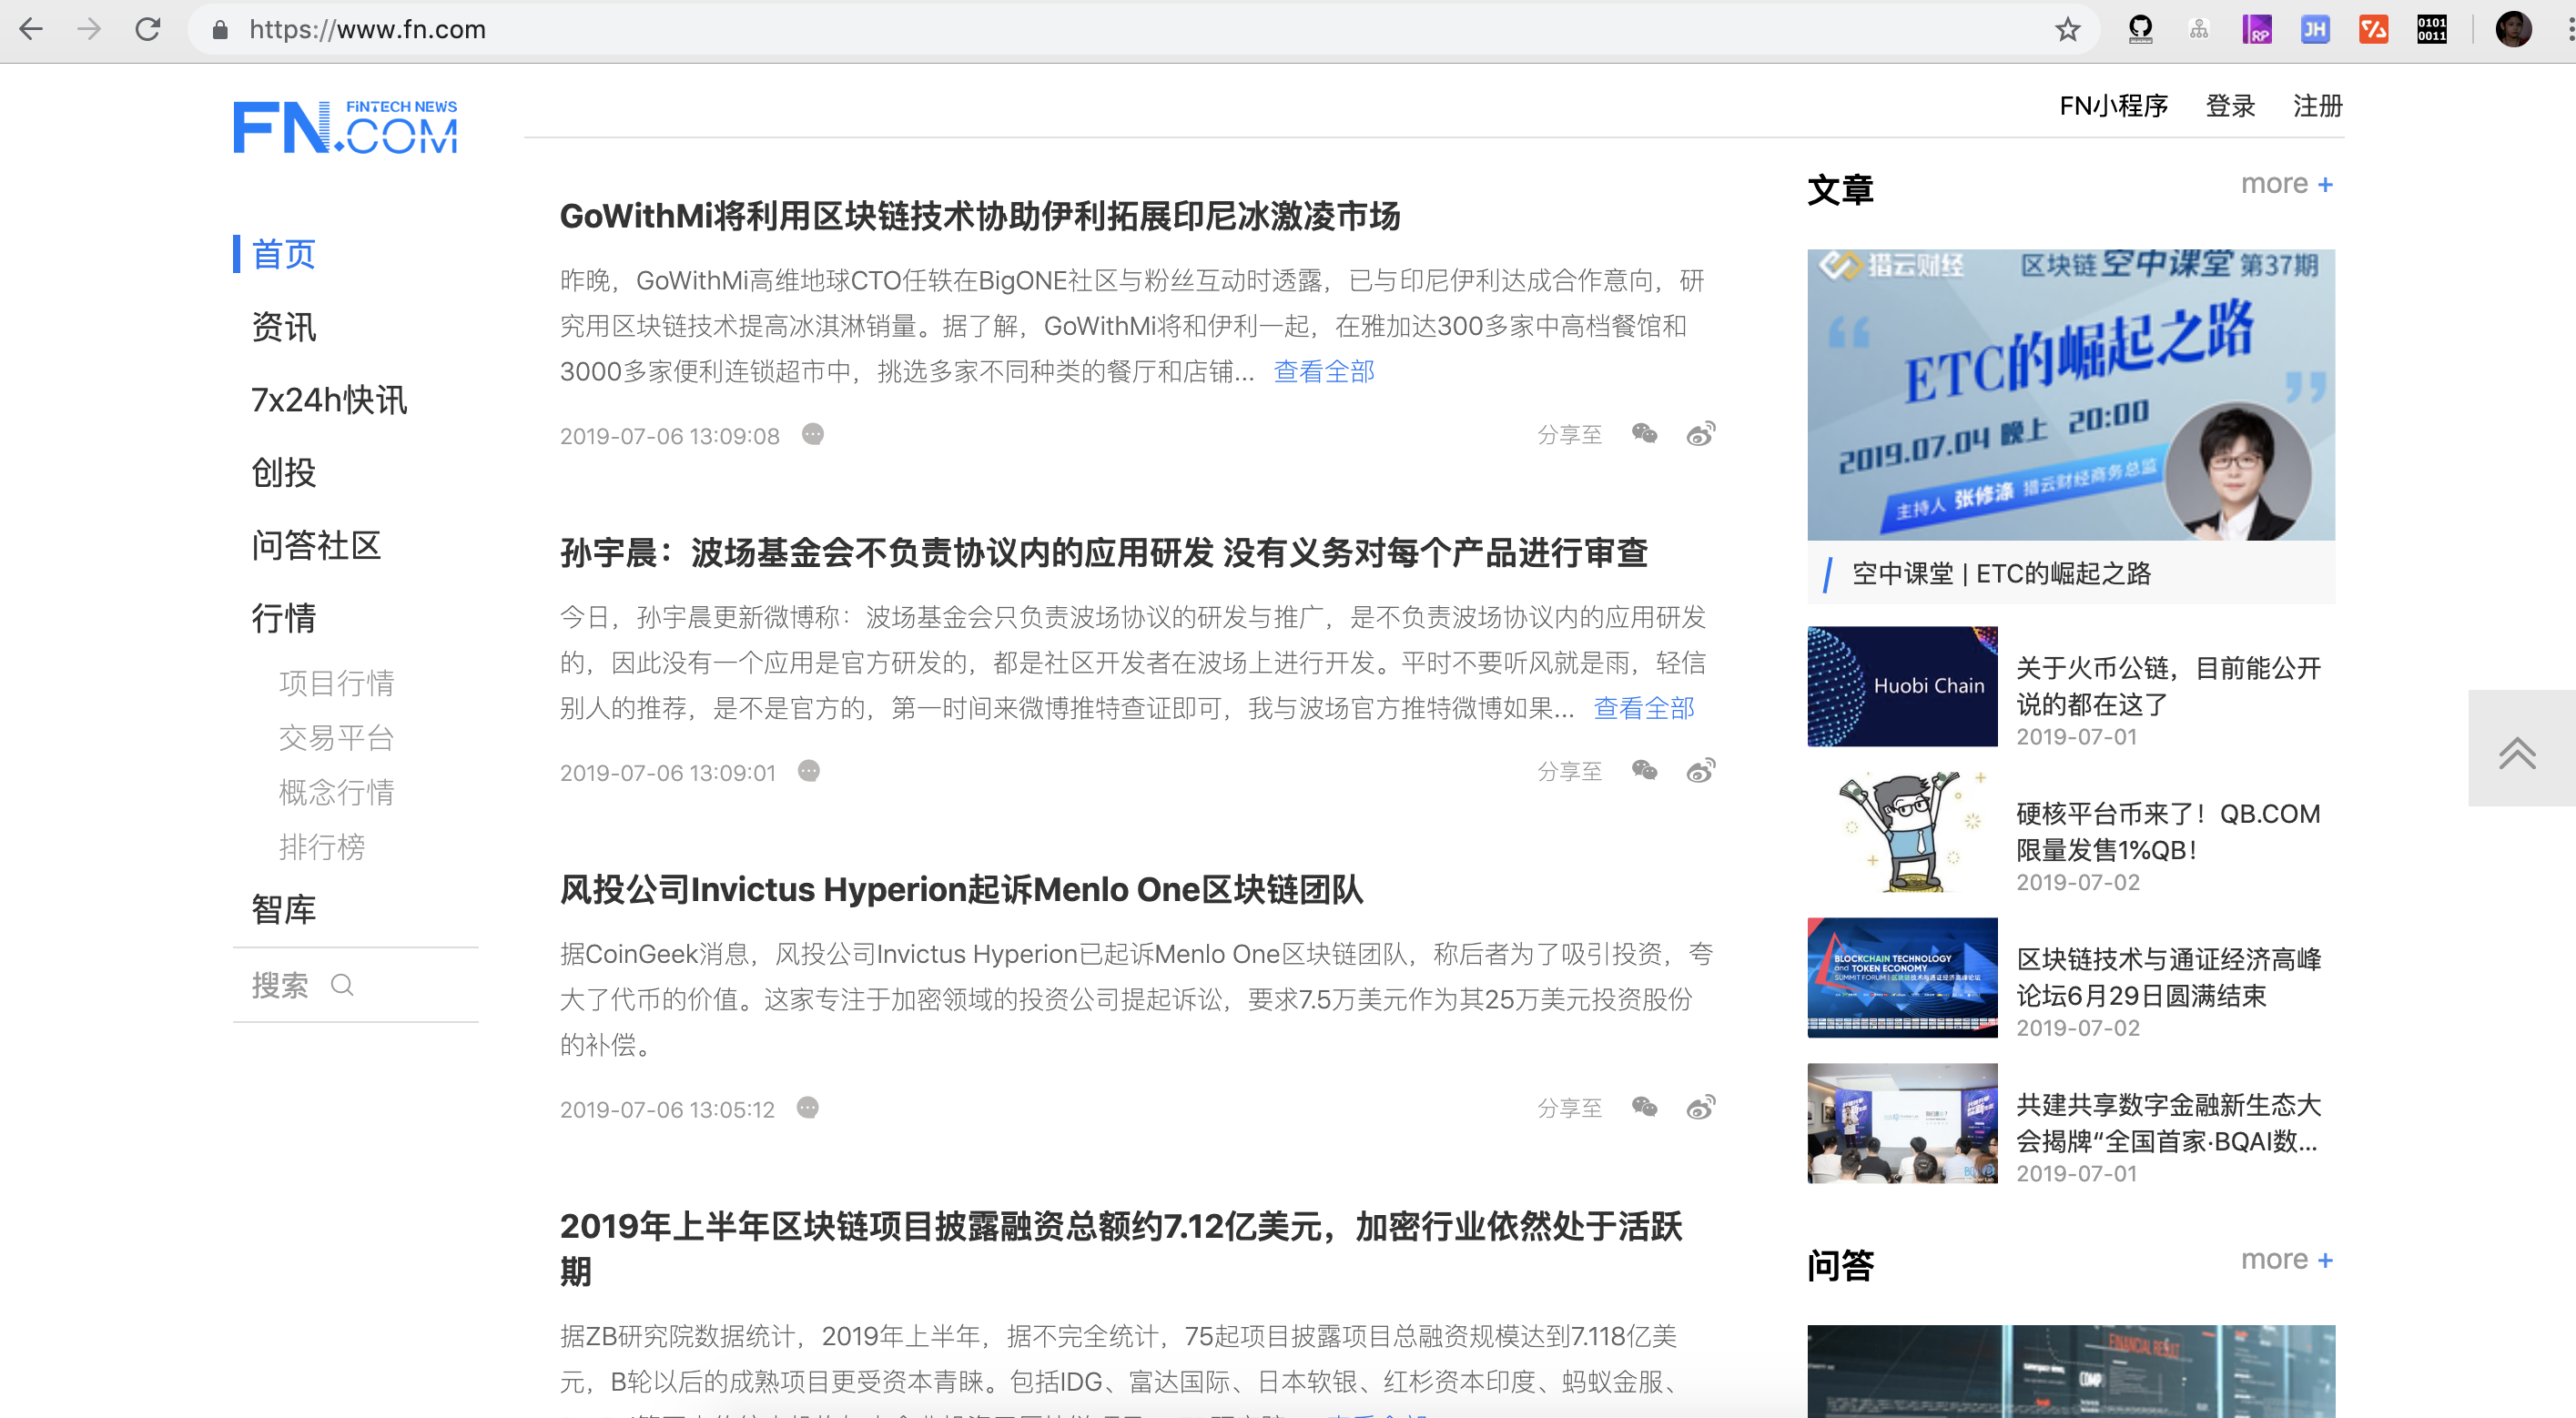 https://www.fn.com
FN.COM
FiNTECH NEWS
FN小程序 登录 注册
首页
资讯
7x24h快讯
创投
问答社区
行情
项目行情
交易平台
概念行情
排行榜
智库
搜索
GoWithMi将利用区块链技术协助伊利拓展印尼冰激凌市场
昨晚，GoWithMi高维地球CTO任轶在BigONE社区与粉丝互动时透露，已与印尼伊利达成合作意向，研
究用区块链技术提高冰淇淋销量。据了解，GoWithMi将和伊利一起，在雅加达300多家中高档餐馆和
3000多家便利连锁超市中，挑选多家不同种类的餐厅和店铺... 查看全部
2019-07-06 13:09:08
分享至
孙宇晨：波场基金会不负责协议内的应用研发 没有义务对每个产品进行审查
今日，孙宇晨更新微博称：波场基金会只负责波场协议的研发与推广，是不负责波场协议内的应用研发
的，因此没有一个应用是官方研发的，都是社区开发者在波场上进行开发。平时不要听风就是雨，轻信
别人的推荐，是不是官方的，第一时间来微博推特查证即可，我与波场官方推特微博如果... 查看全部
2019-07-06 13:09:01
分享至
风投公司Invictus Hyperion起诉Menlo One区块链团队
据CoinGeek消息，风投公司Invictus Hyperion已起诉Menlo One区块链团队，称后者为了吸引投资，夸
大了代币的价值。这家专注于加密领域的投资公司提起诉讼，要求7.5万美元作为其25万美元投资股份
的补偿。
2019-07-06 13:05:12
分享至
2019年上半年区块链项目披露融资总额约7.12亿美元，加密行业依然处于活跃
期
据ZB研究院数据统计，2019年上半年，据不完全统计，75起项目披露项目总融资规模达到7.118亿美
元，B轮以后的成熟项目更受资本青睐。包括IDG、富达国际、日本软银、红杉资本印度、蚂蚁金服、
文章
more +
猎云财经 区块链 空中课堂 第37期
“ ETC的崛起之路 ”
2019.07.04 晚上 20:00
主持人 张修涤 猎云财经商务总监
空中课堂 | ETC的崛起之路
Huobi Chain
关于火币公链，目前能公开
说的都在这了
2019-07-01
硬核平台币来了！QB.COM
限量发售1%QB！
2019-07-02
BLOCKCHAIN TECHNOLOGY
and TOKEN ECONOMY
SUMMIT FORUM | 区块链技术与通证经济高峰论坛
区块链技术与通证经济高峰
论坛6月29日圆满结束
2019-07-02
共建共享数字金融新生态大
会揭牌“全国首家·BQAI数...
2019-07-01
问答
more +
FINANCIAL RESULT
RP
JH
0101
0011